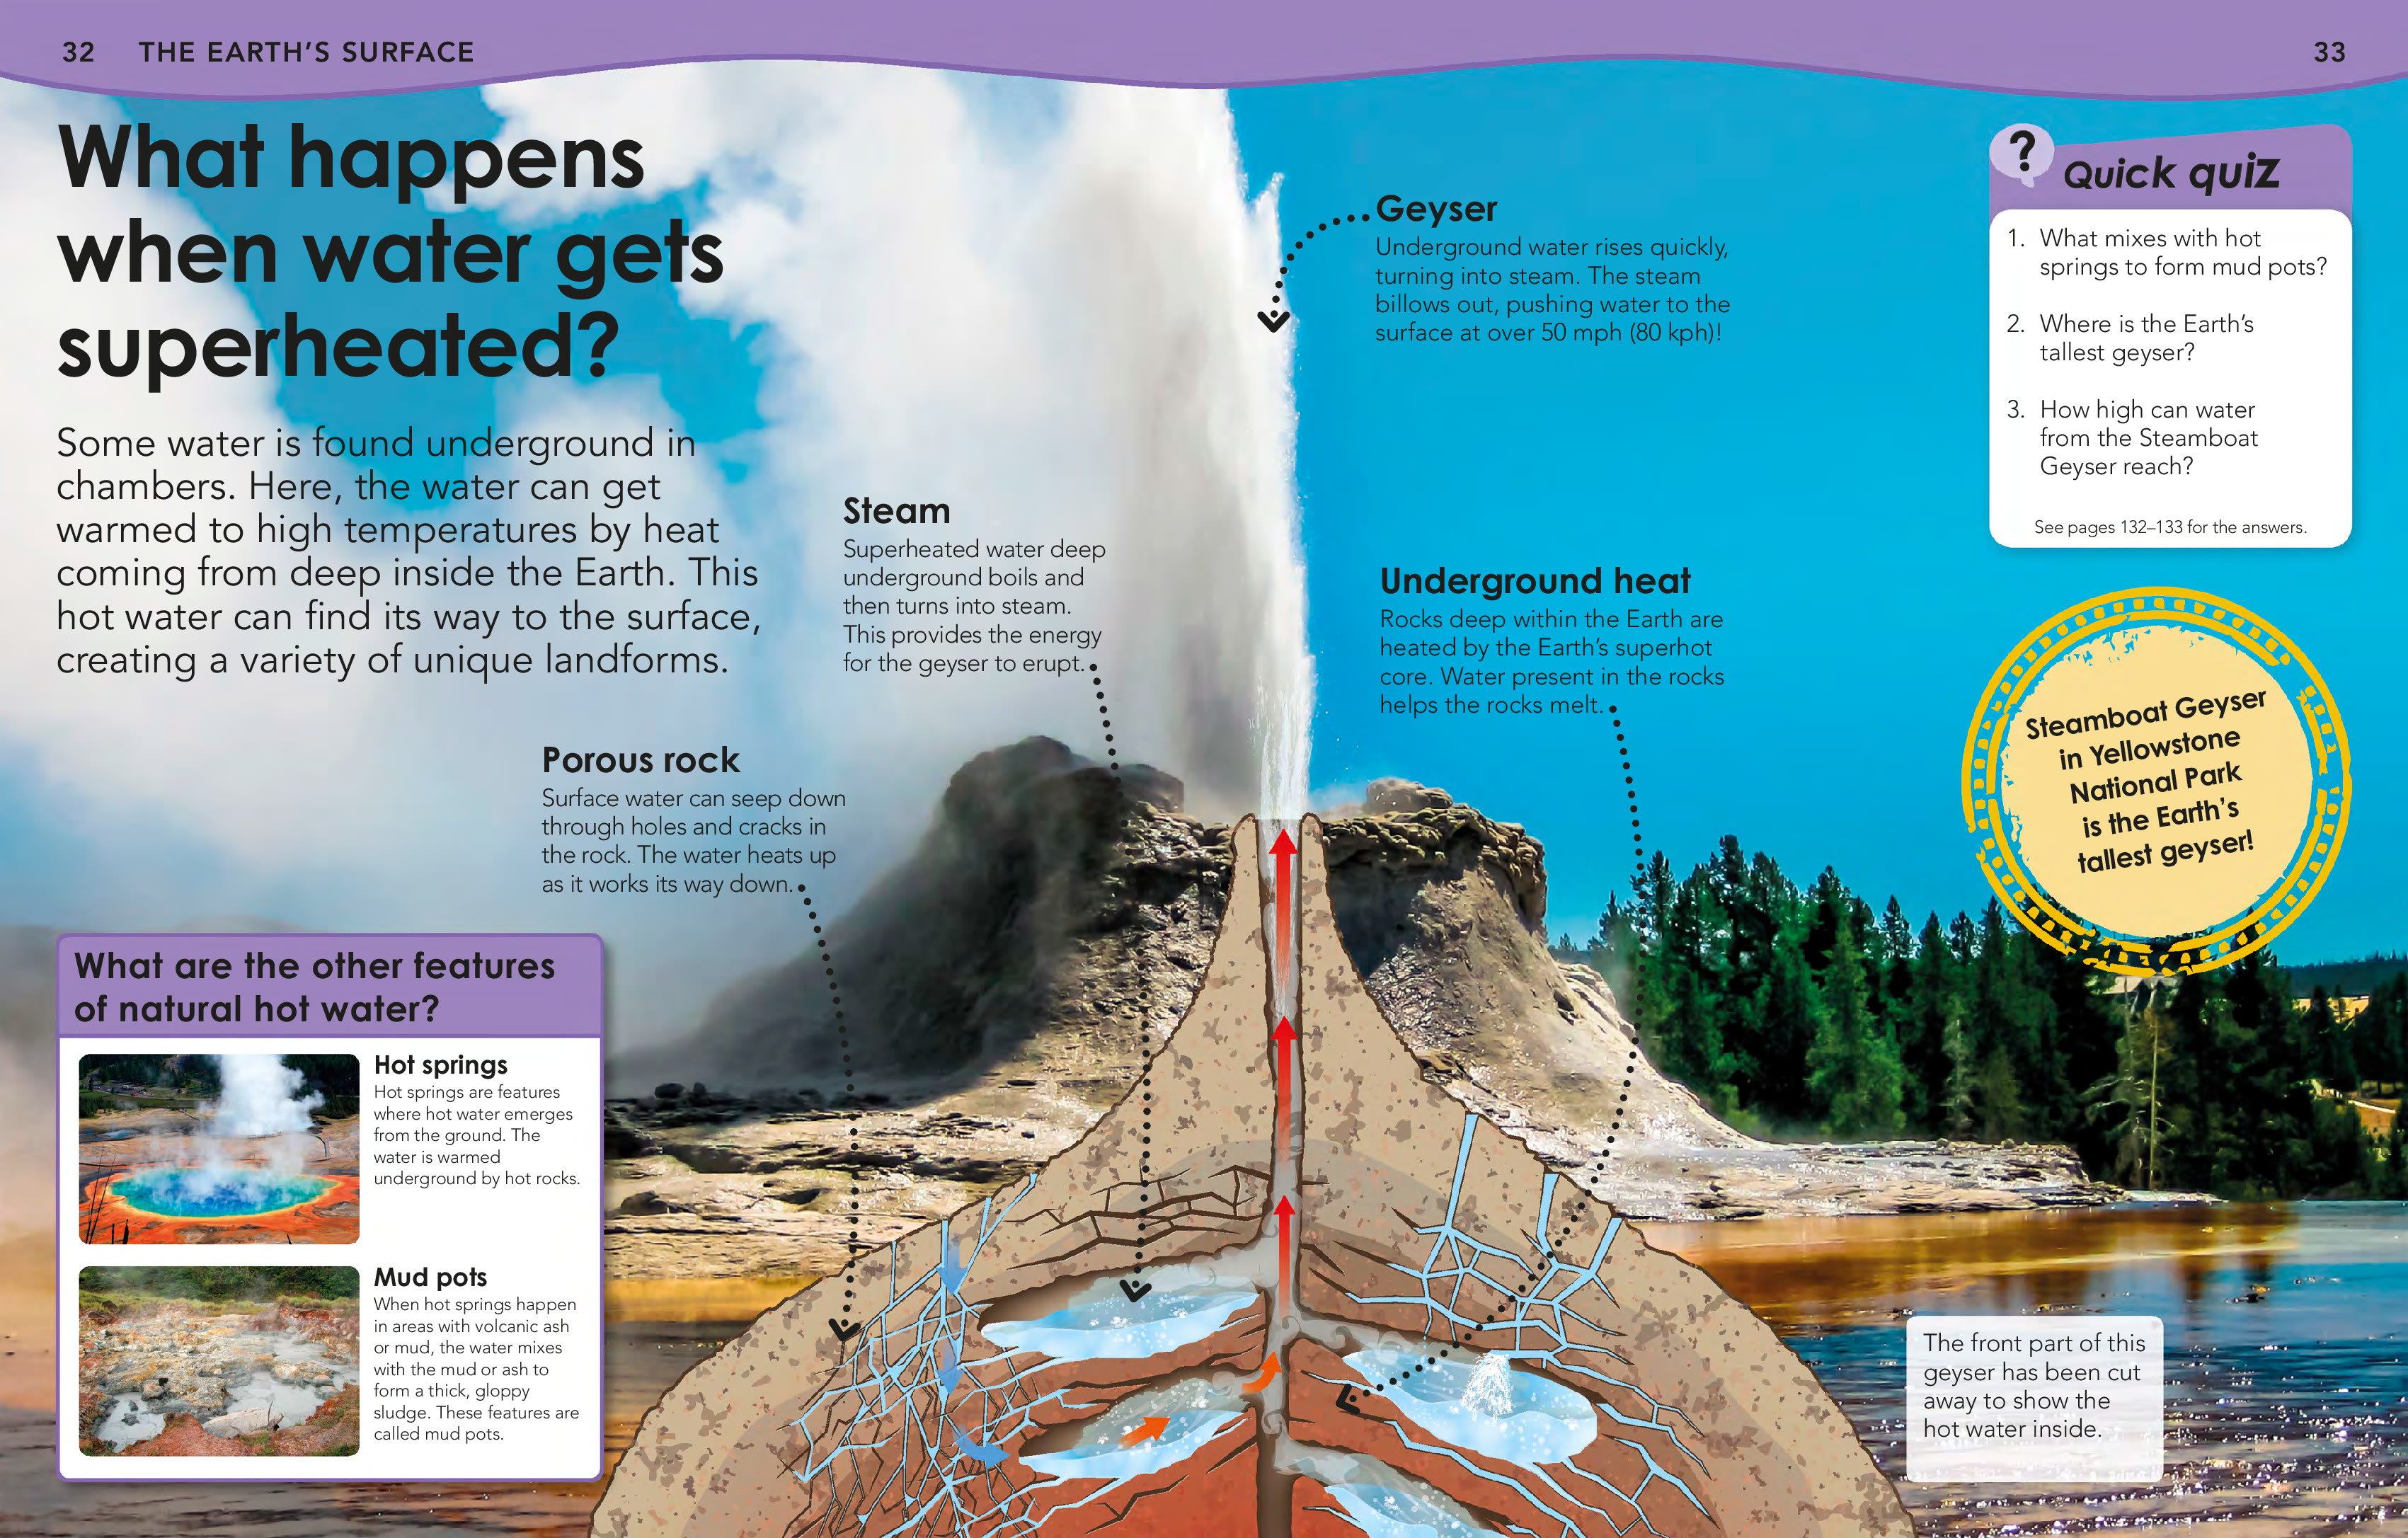 32 THE EARTH’S SURFACE
33
What happens
when water gets
superheated?
Some water is found underground in
chambers. Here, the water can get
warmed to high temperatures by heat
coming from deep inside the Earth. This
hot water can find its way to the surface,
creating a variety of unique landforms.
Geyser
Underground water rises quickly,
turning into steam. The steam
billows out, pushing water to the
surface at over 50 mph (80 kph)!
Steam
Superheated water deep
underground boils and
then turns into steam.
This provides the energy
for the geyser to erupt.
Underground heat
Rocks deep within the Earth are
heated by the Earth’s superhot
core. Water present in the rocks
helps the rocks melt.
Porous rock
Surface water can seep down
through holes and cracks in
the rock. The water heats up
as it works its way down.
What are the other features
of natural hot water?
Hot springs
Hot springs are features
where hot water emerges
from the ground. The
water is warmed
underground by hot rocks.
Mud pots
When hot springs happen
in areas with volcanic ash
or mud, the water mixes
with the mud or ash to
form a thick, gloppy
sludge. These features are
called mud pots.
? Quick quiz
1. What mixes with hot
springs to form mud pots?
2. Where is the Earth’s
tallest geyser?
3. How high can water
from the Steamboat
Geyser reach?
See pages 132–133 for the answers.
Steamboat Geyser
in Yellowstone
National Park
is the Earth’s
tallest geyser!
The front part of this
geyser has been cut
away to show the
hot water inside.